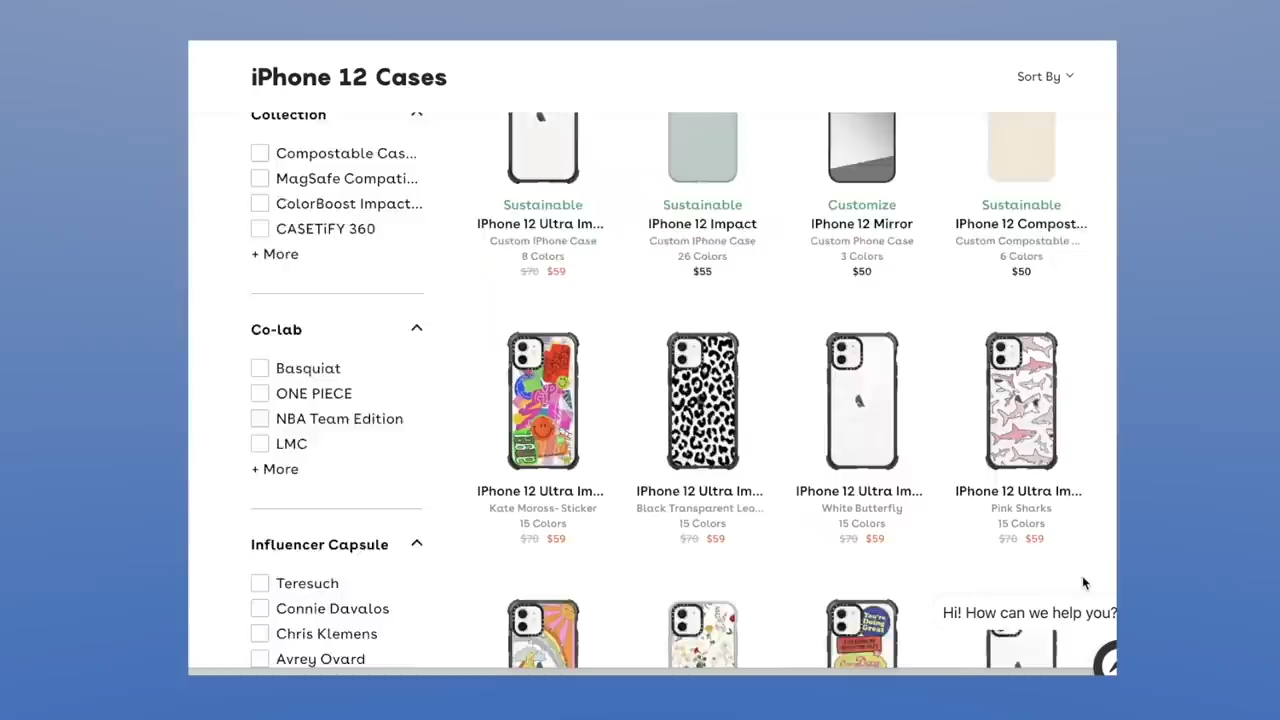 iPhone 12 Cases
Sort By
Collection
Compostable Cas...
MagSafe Compati...
ColorBoost Impact...
CASETiFY 360
+ More
Co-lab
Basquiat
ONE PIECE
NBA Team Edition
LMC
+ More
Influencer Capsule
Teresuch
Connie Davalos
Chris Klemens
Avrey Ovard
Sustainable
IPhone 12 Ultra Im...
Custom IPhone Case
8 Colors
$70 $59
Sustainable
IPhone 12 Impact
Custom IPhone Case
26 Colors
$55
Customize
IPhone 12 Mirror
Custom Phone Case
3 Colors
$50
Sustainable
IPhone 12 Compost...
Custom Compostable ...
6 Colors
$50
IPhone 12 Ultra Im...
Kate Moross- Sticker
15 Colors
$70 $59
IPhone 12 Ultra Im...
Black Transparent Leo...
15 Colors
$70 $59
IPhone 12 Ultra Im...
White Butterfly
15 Colors
$70 $59
IPhone 12 Ultra Im...
Pink Sharks
15 Colors
$70 $59
You're
Doing
Great
Hi! How can we help you?